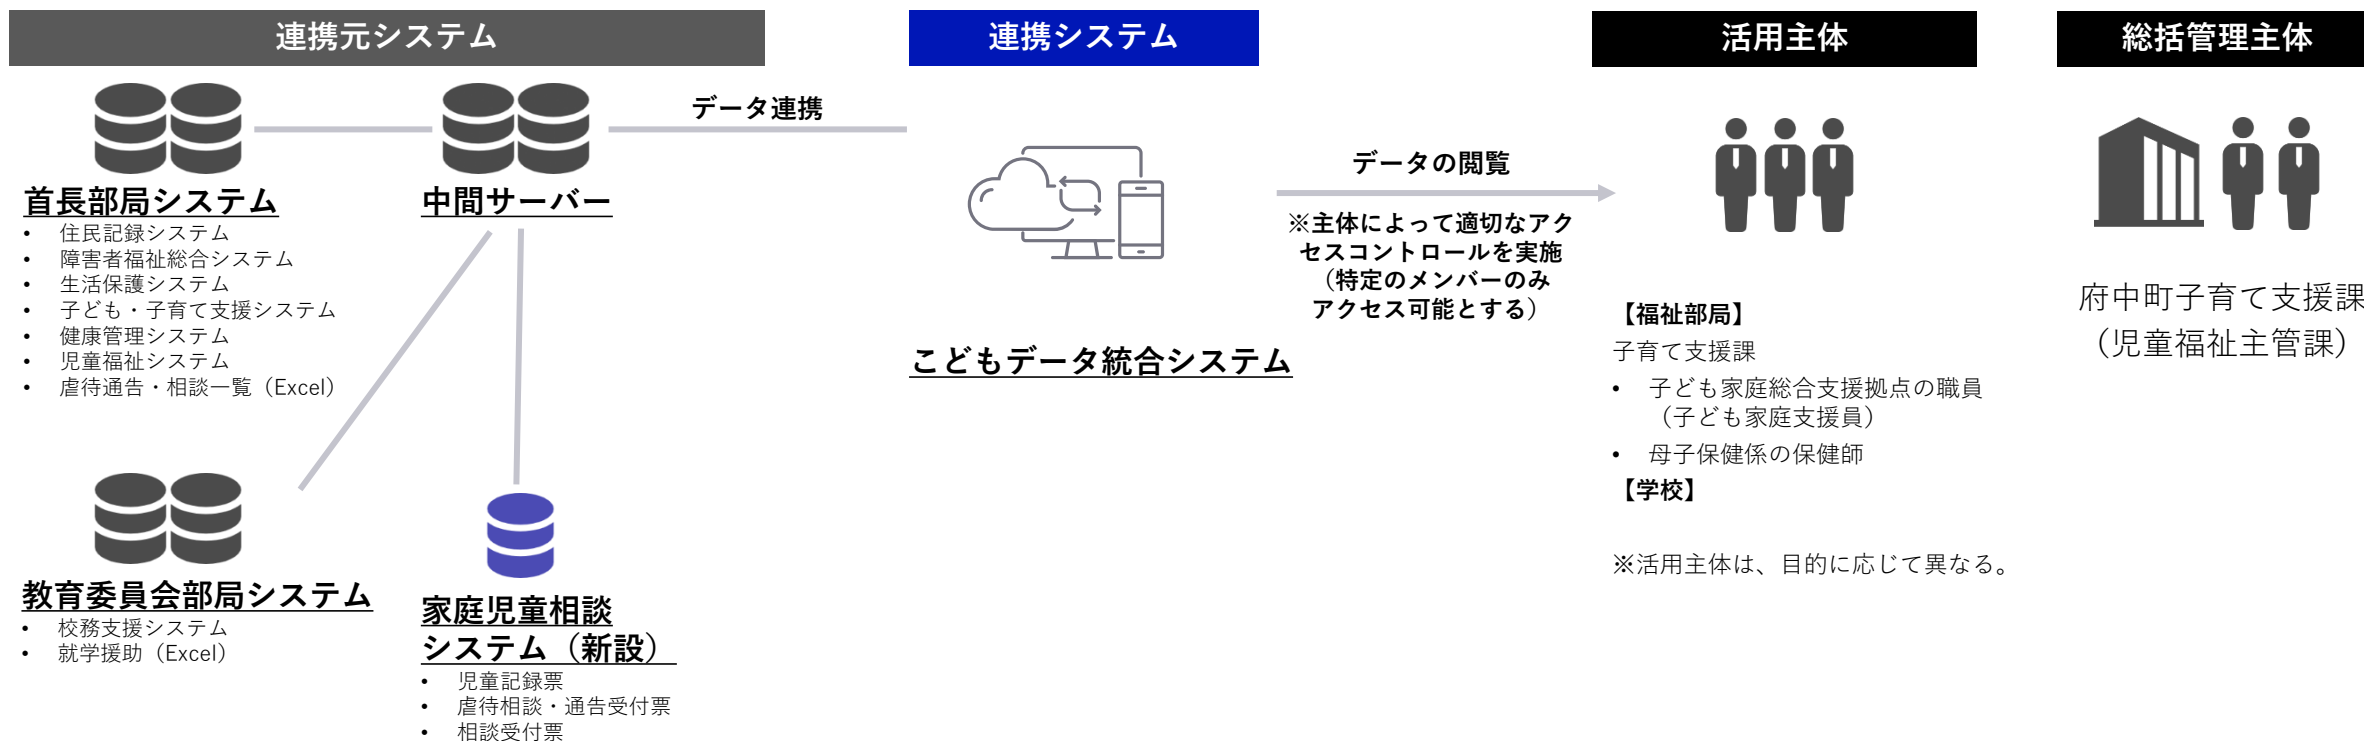 連携元システム
連携システム
活用主体
総括管理主体
データ連携
首長部局システム
• 住民記録システム
• 障害者福祉総合システム
• 生活保護システム
• 子ども・子育て支援システム
• 健康管理システム
• 児童福祉システム
• 虐待通告・相談一覧（Excel）
中間サーバー
教育委員会部局システム
• 校務支援システム
• 就学援助（Excel）
家庭児童相談
システム（新設）
• 児童記録票
• 虐待相談・通告受付票
• 相談受付票
こどもデータ統合システム
データの閲覧
※主体によって適切なアク
セスコントロールを実施
（特定のメンバーのみ
アクセス可能とする）
【福祉部局】
子育て支援課
• 子ども家庭総合支援拠点の職員
（子ども家庭支援員）
• 母子保健係の保健師
【学校】
※活用主体は、目的に応じて異なる。
府中町子育て支援課
（児童福祉主管課）